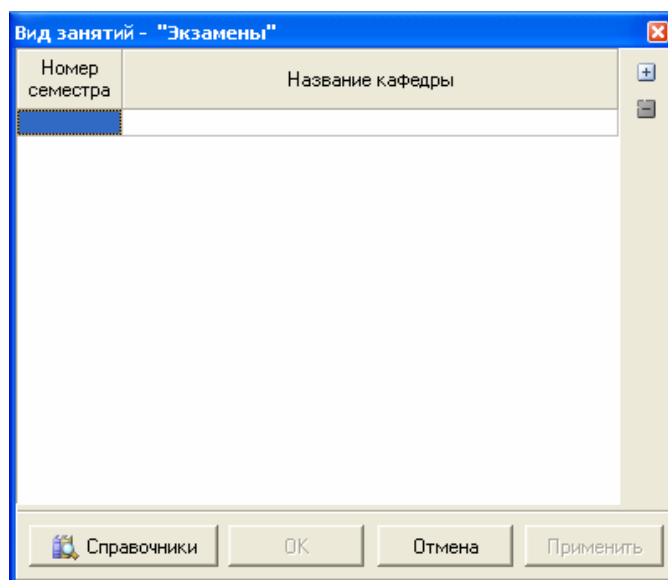 Вид занятий - "Экзамены"
Номер
семестра
Название кафедры
Справочники
OK
Отмена
Применить